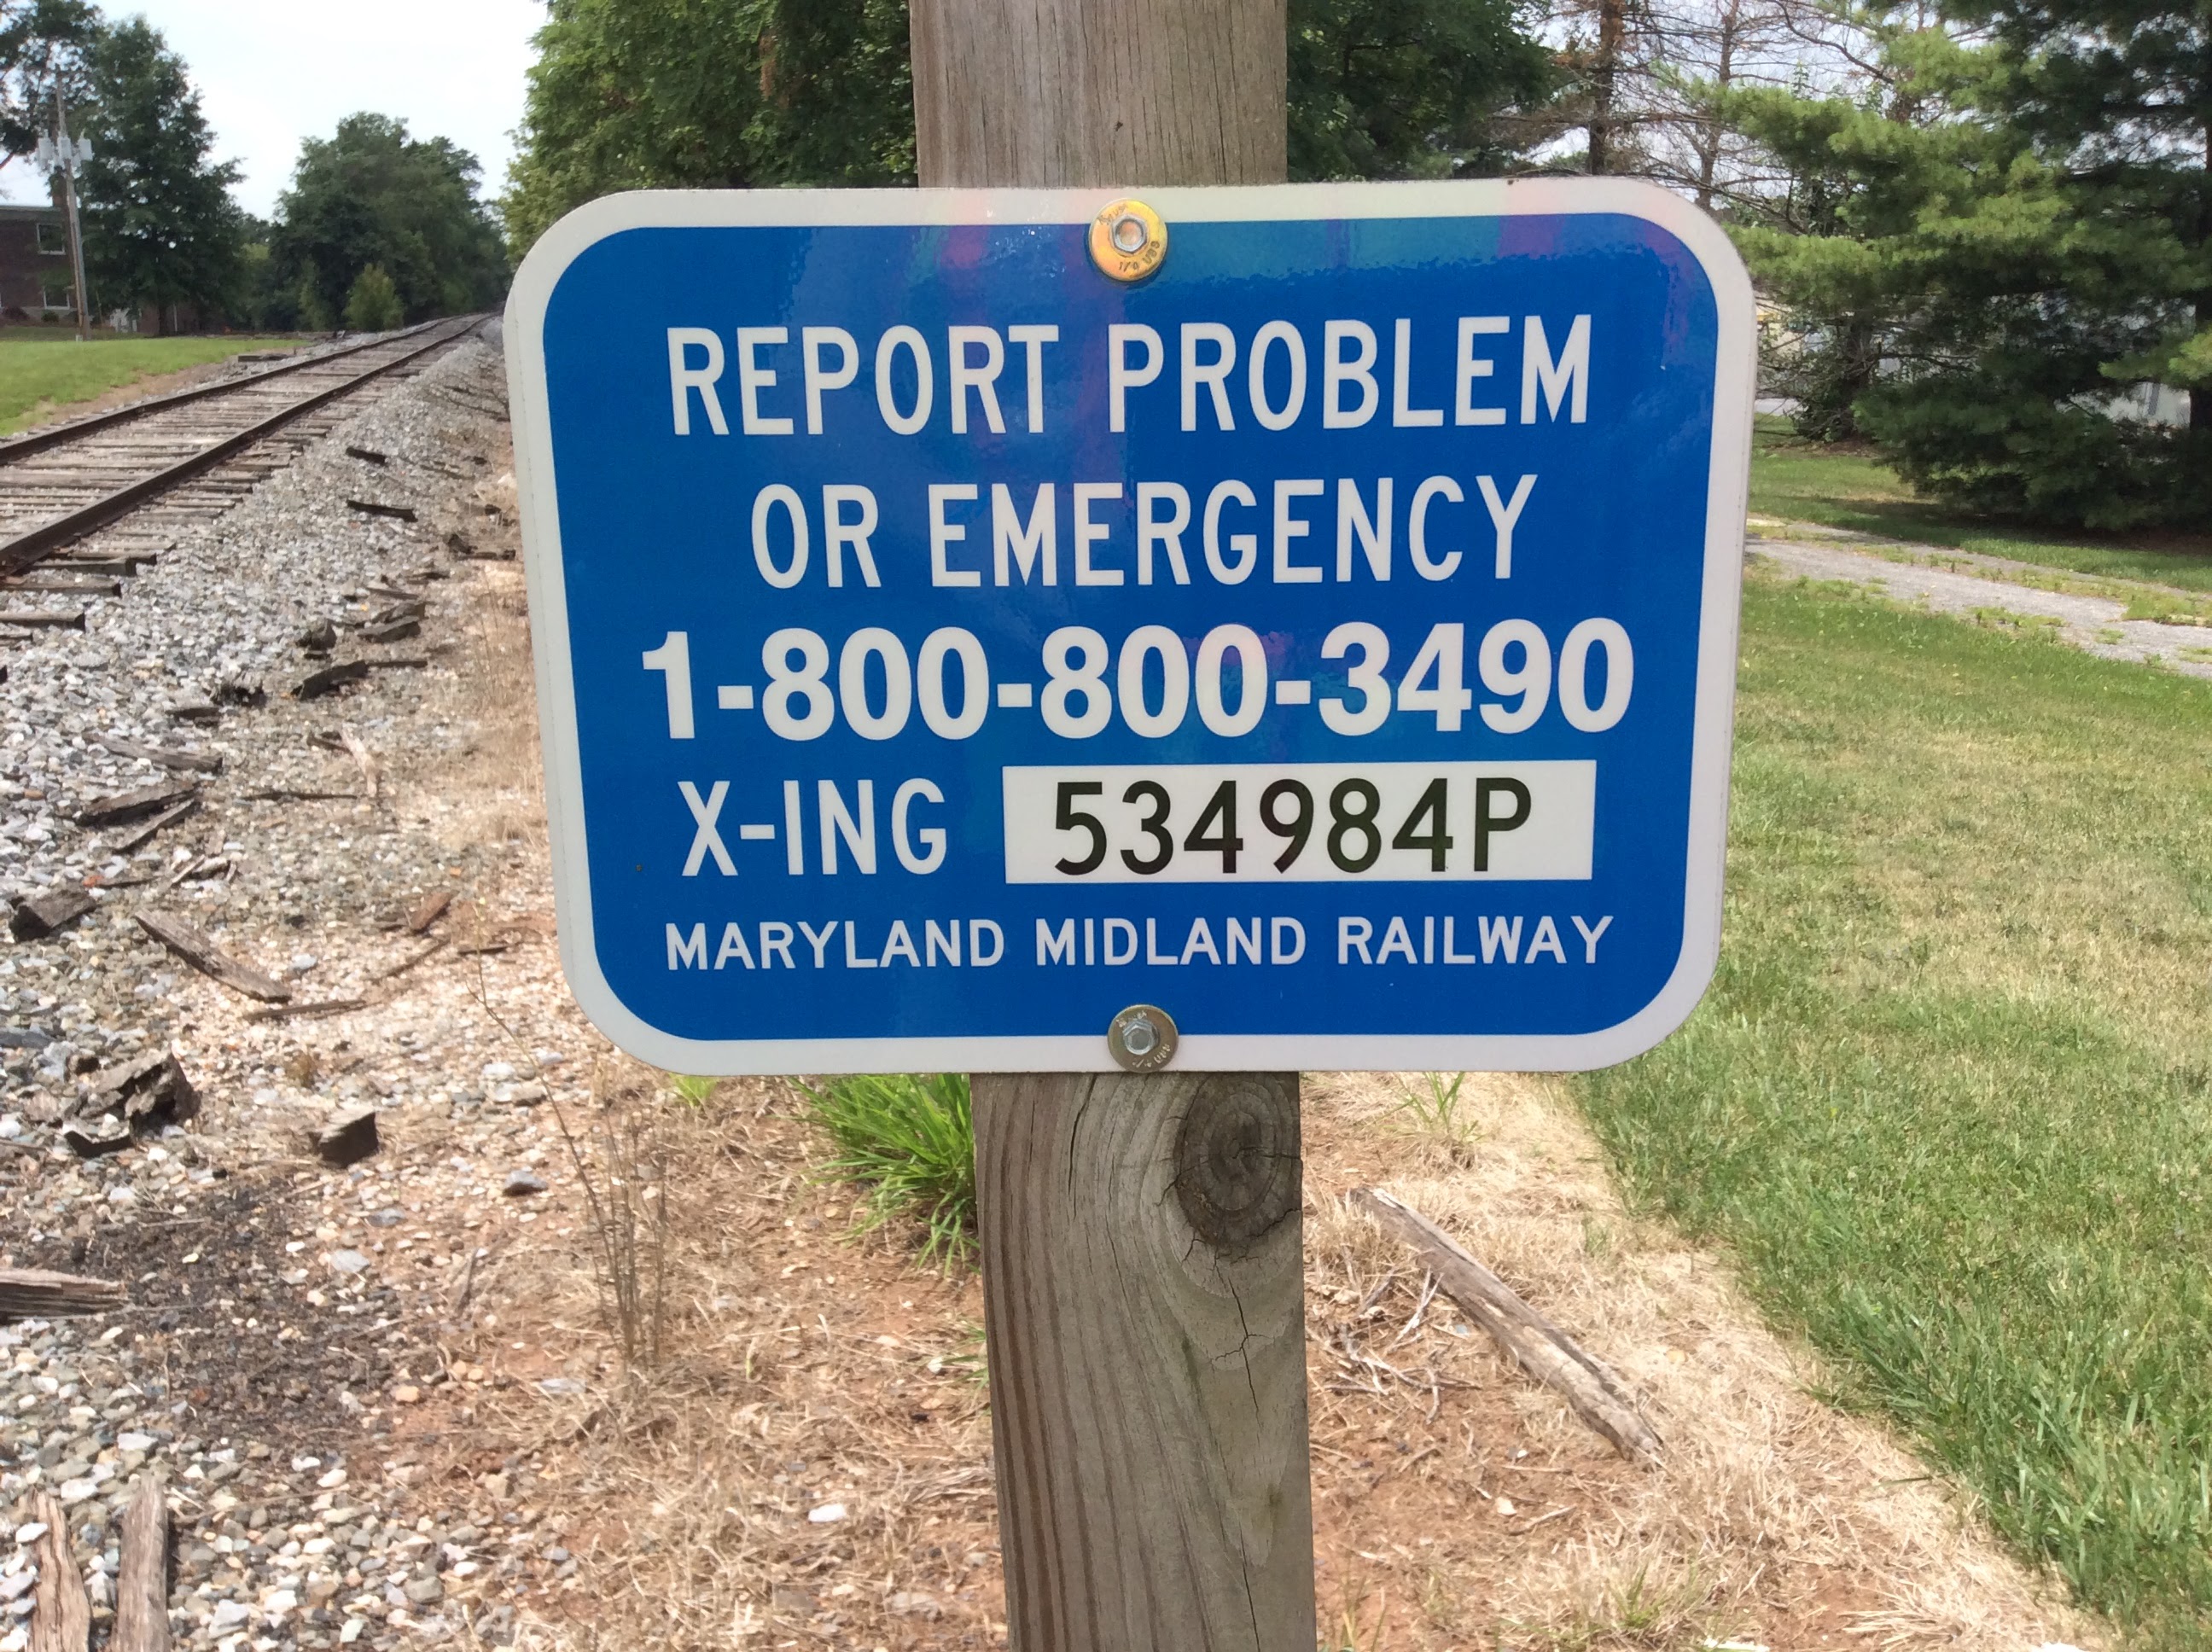 REPORT PROBLEM
OR EMERGENCY
1-800-800-3490
X-ING 534984P
MARYLAND MIDLAND RAILWAY